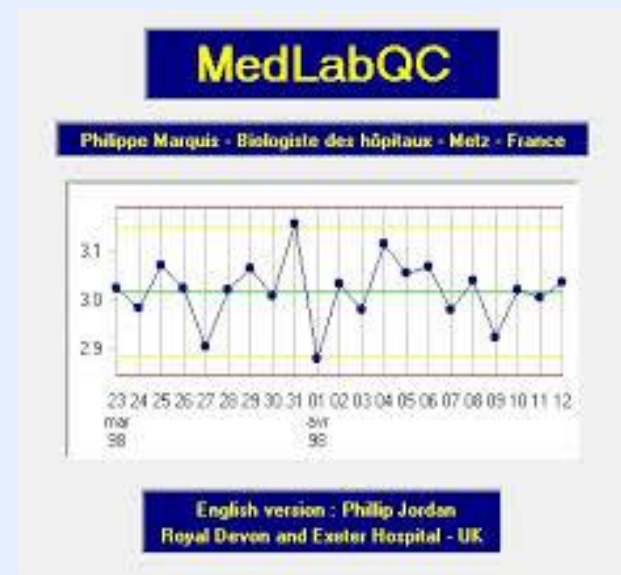 MedLabQC
Philippe Marquis - Biologiste des hôpitaux - Metz - France
3.1
3.0
2.9
23 24 25 26 27 28 29 30 31 01 02 03 04 05 06 07 08 09 10 11 12
mar avr
98 98
English version : Phillip Jordan
Royal Devon and Exeter Hospital - UK